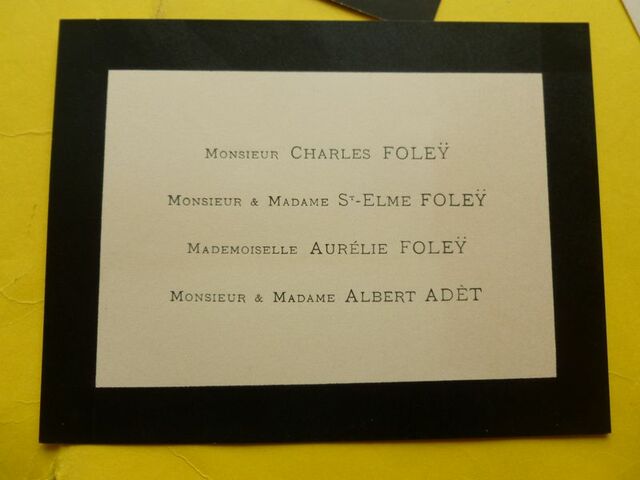 Monsieur CHARLES FOLEŸ
Monsieur & Madame St-Elme FOLEŸ
Mademoiselle Aurélie FOLEŸ
Monsieur & Madame ALBERT ADÈT